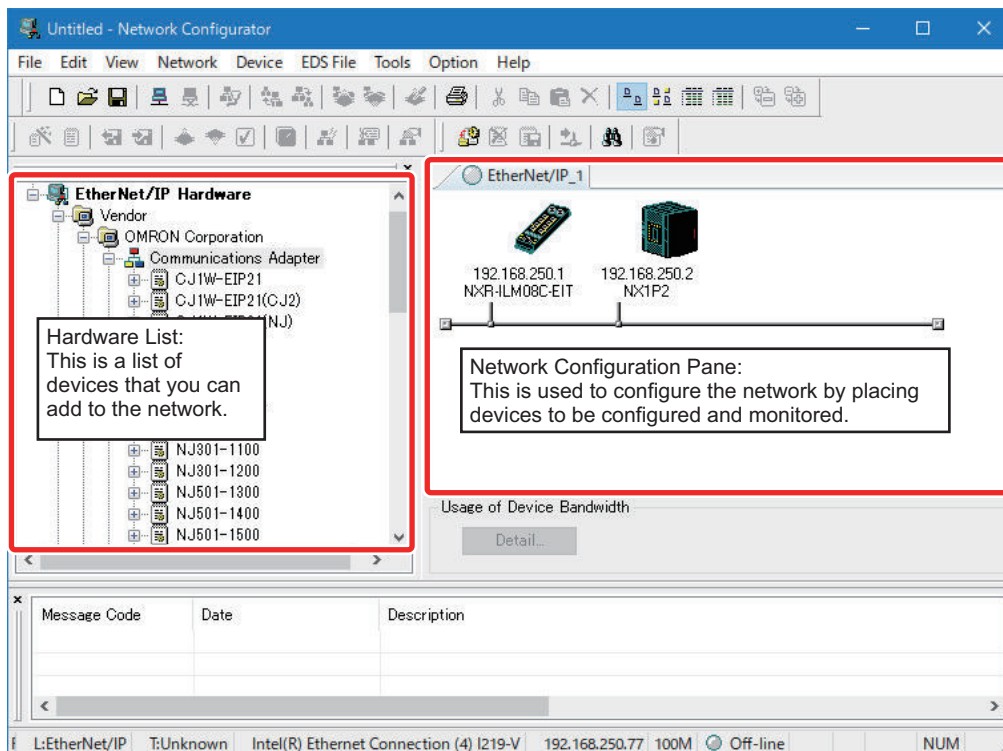 Untitled - Network Configurator
File Edit View Network Device EDS File Tools Option Help
EtherNet/IP Hardware
Vendor
OMRON Corporation
Communications Adapter
CJ1W-EIP21
CJ1W-EIP21(CJ2)
(NJ)
Hardware List:
This is a list of
devices that you can
add to the network.
NJ301-1100
NJ301-1200
NJ501-1300
NJ501-1400
NJ501-1500
EtherNet/IP_1
192.168.250.1 192.168.250.2
NXR-ILM08C-EIT NX1P2
Network Configuration Pane:
This is used to configure the network by placing
devices to be configured and monitored.
Usage of Device Bandwidth
Detail...
Message Code Date Description
L:EtherNet/IP T:Unknown Intel(R) Ethernet Connection (4) I219-V 192.168.250.77 100M Off-line NUM